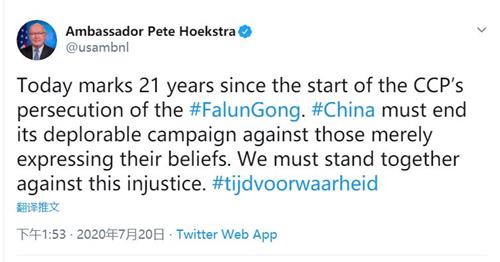 Ambassador Pete Hoekstra
@usambnl
Today marks 21 years since the start of the CCP's
persecution of the #FalunGong. #China must end
its deplorable campaign against those merely
expressing their beliefs. We must stand together
against this injustice. #tijdvoorwaarheid
翻译推文
下午1:53 · 2020年7月20日 · Twitter Web App